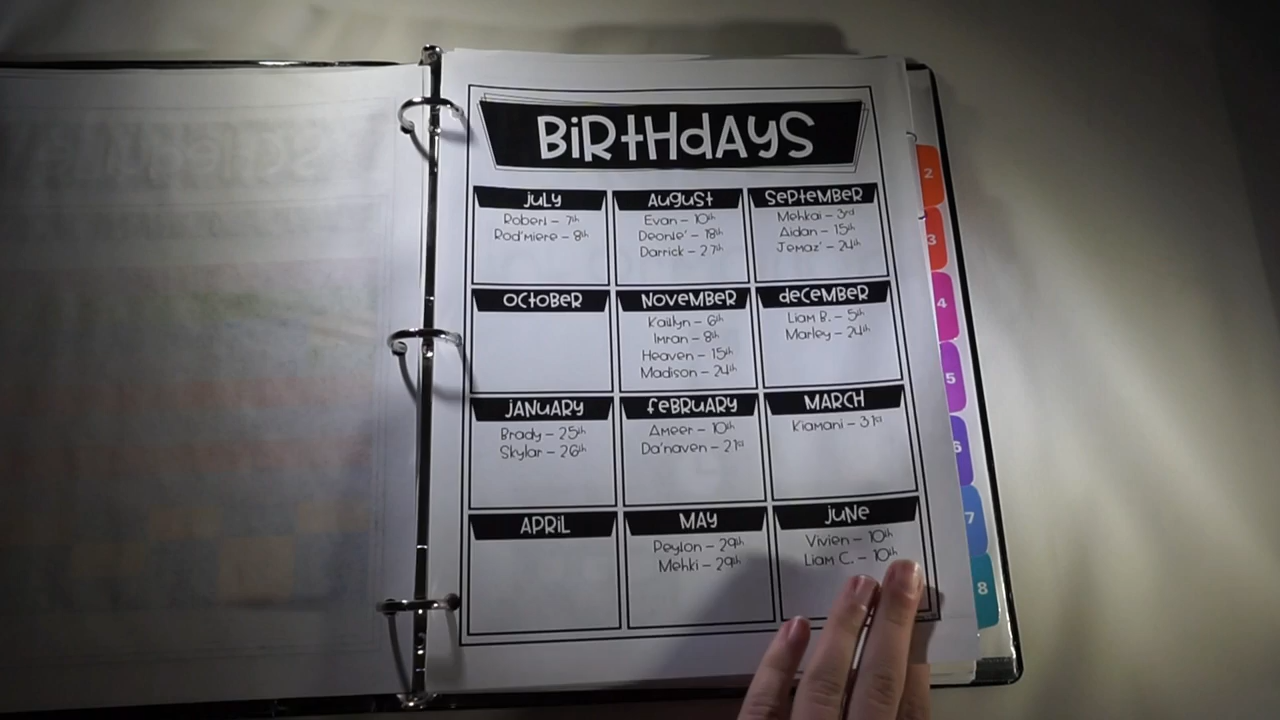 BIRTHDAYS
JULY
Robert – 7th
Rod'miere – 8th
AUGUST
Evan – 10th
Deonte' – 18th
Darrick – 27th
SEPTEMBER
Mehkai – 3rd
Aidan – 15th
Jemaz' – 24th
OCTOBER
NOVEMBER
Kaitlyn – 6th
Imran – 8th
Heaven – 15th
Madison – 24th
DECEMBER
Liam B. – 5th
Marley – 24th
JANUARY
Brady – 25th
Skylar – 26th
FEBRUARY
Ameer – 10th
Da'naven – 21st
MARCH
Kiamani – 31st
APRIL
MAY
Peyton – 29th
Mehki – 29th
JUNE
Vivien – 10th
Liam C. – 10th
2
3
4
5
6
7
8